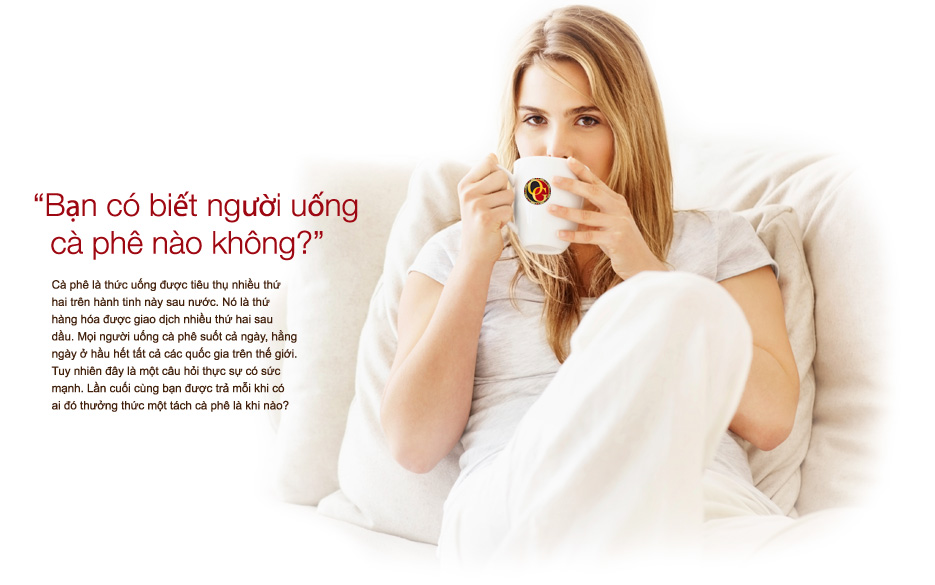 “Bạn có biết người uống
cà phê nào không?”
Cà phê là thức uống được tiêu thụ nhiều thứ
hai trên hành tinh này sau nước. Nó là thứ
hàng hóa được giao dịch nhiều thứ hai sau
dầu. Mọi người uống cà phê suốt cả ngày, hằng
ngày ở hầu hết tất cả các quốc gia trên thế giới.
Tuy nhiên đây là một câu hỏi thực sự có sức
mạnh. Lần cuối cùng bạn được trả mỗi khi có
ai đó thưởng thức một tách cà phê là khi nào?